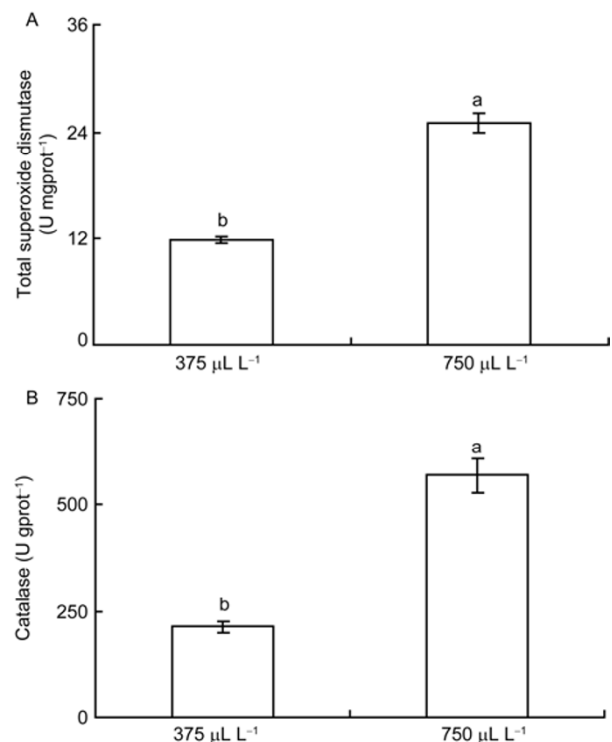 A
Total superoxide dismutase
(U mgprot⁻¹)
36
24
12
0
b
a
375 μL L⁻¹
750 μL L⁻¹
B
Catalase (U gprot⁻¹)
750
500
250
0
b
a
375 μL L⁻¹
750 μL L⁻¹